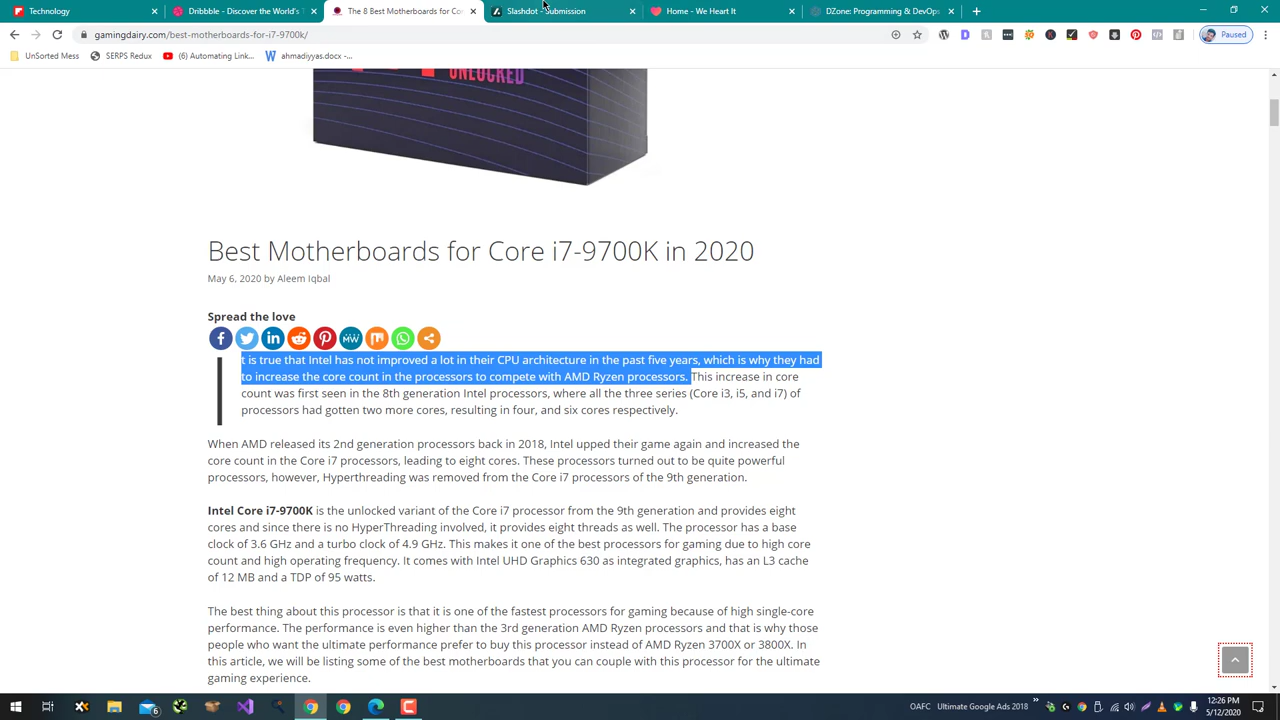 Technology
Dribbble - Discover the World's T
The 8 Best Motherboards for Cor
Slashdot - Submission
Home - We Heart It
DZone: Programming & DevOps
gamingdairy.com/best-motherboards-for-i7-9700k/
Paused
UnSorted Mess
SERPS Redux
(6) Automating Link...
ahmadiyyas.docx -...
UNLOCKED
Best Motherboards for Core i7-9700K in 2020
May 6, 2020 by Aleem Iqbal
Spread the love
MW
It is true that Intel has not improved a lot in their CPU architecture in the past five years, which is why they had
to increase the core count in the processors to compete with AMD Ryzen processors. This increase in core
count was first seen in the 8th generation Intel processors, where all the three series (Core i3, i5, and i7) of
processors had gotten two more cores, resulting in four, and six cores respectively.
When AMD released its 2nd generation processors back in 2018, Intel upped their game again and increased the
core count in the Core i7 processors, leading to eight cores. These processors turned out to be quite powerful
processors, however, Hyperthreading was removed from the Core i7 processors of the 9th generation.
Intel Core i7-9700K is the unlocked variant of the Core i7 processor from the 9th generation and provides eight
cores and since there is no HyperThreading involved, it provides eight threads as well. The processor has a base
clock of 3.6 GHz and a turbo clock of 4.9 GHz. This makes it one of the best processors for gaming due to high core
count and high operating frequency. It comes with Intel UHD Graphics 630 as integrated graphics, has an L3 cache
of 12 MB and a TDP of 95 watts.
The best thing about this processor is that it is one of the fastest processors for gaming because of high single-core
performance. The performance is even higher than the 3rd generation AMD Ryzen processors and that is why those
people who want the ultimate performance prefer to buy this processor instead of AMD Ryzen 3700X or 3800X. In
this article, we will be listing some of the best motherboards that you can couple with this processor for the ultimate
gaming experience.
OAFC
Ultimate Google Ads 2018
12:26 PM
5/12/2020